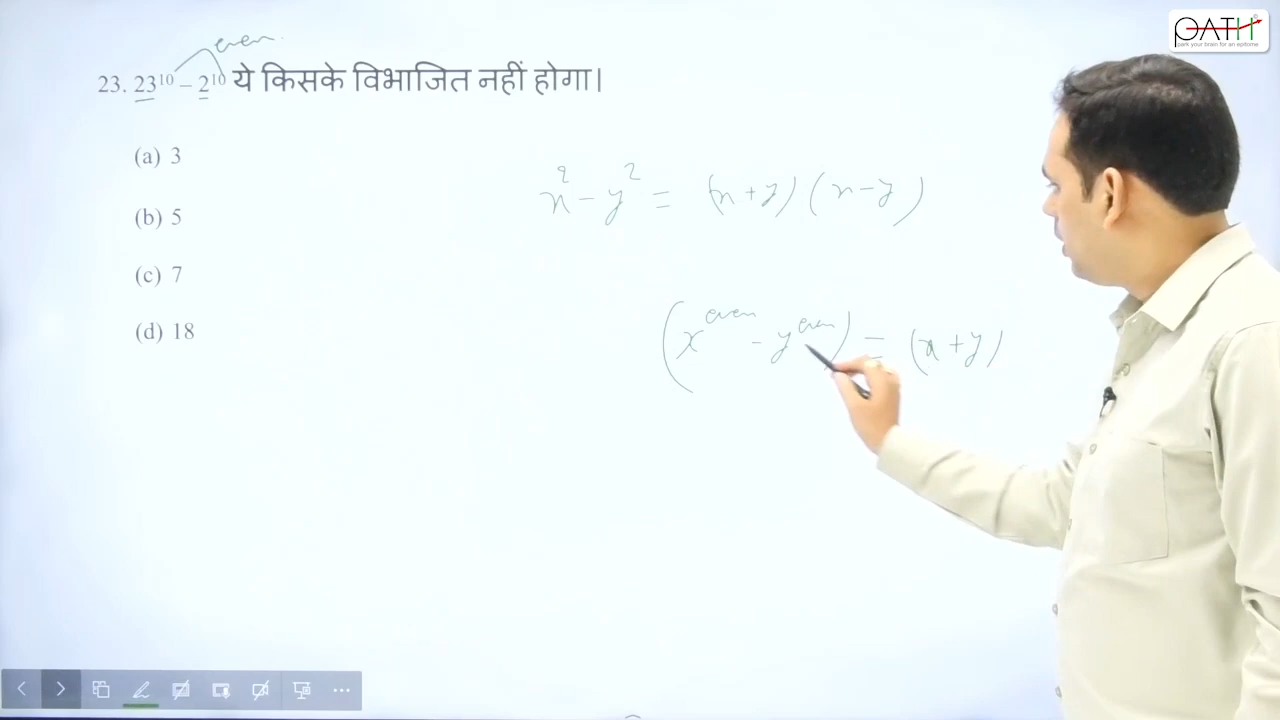 PATH
park your brain for an epitome
even.
23. 23¹⁰ – 2¹⁰ ये किसके विभाजित नहीं होगा।
(a) 3
(b) 5
(c) 7
(d) 18
x² – y² = (x + y) (x – y)
(x^even – y^even) = (x + y)